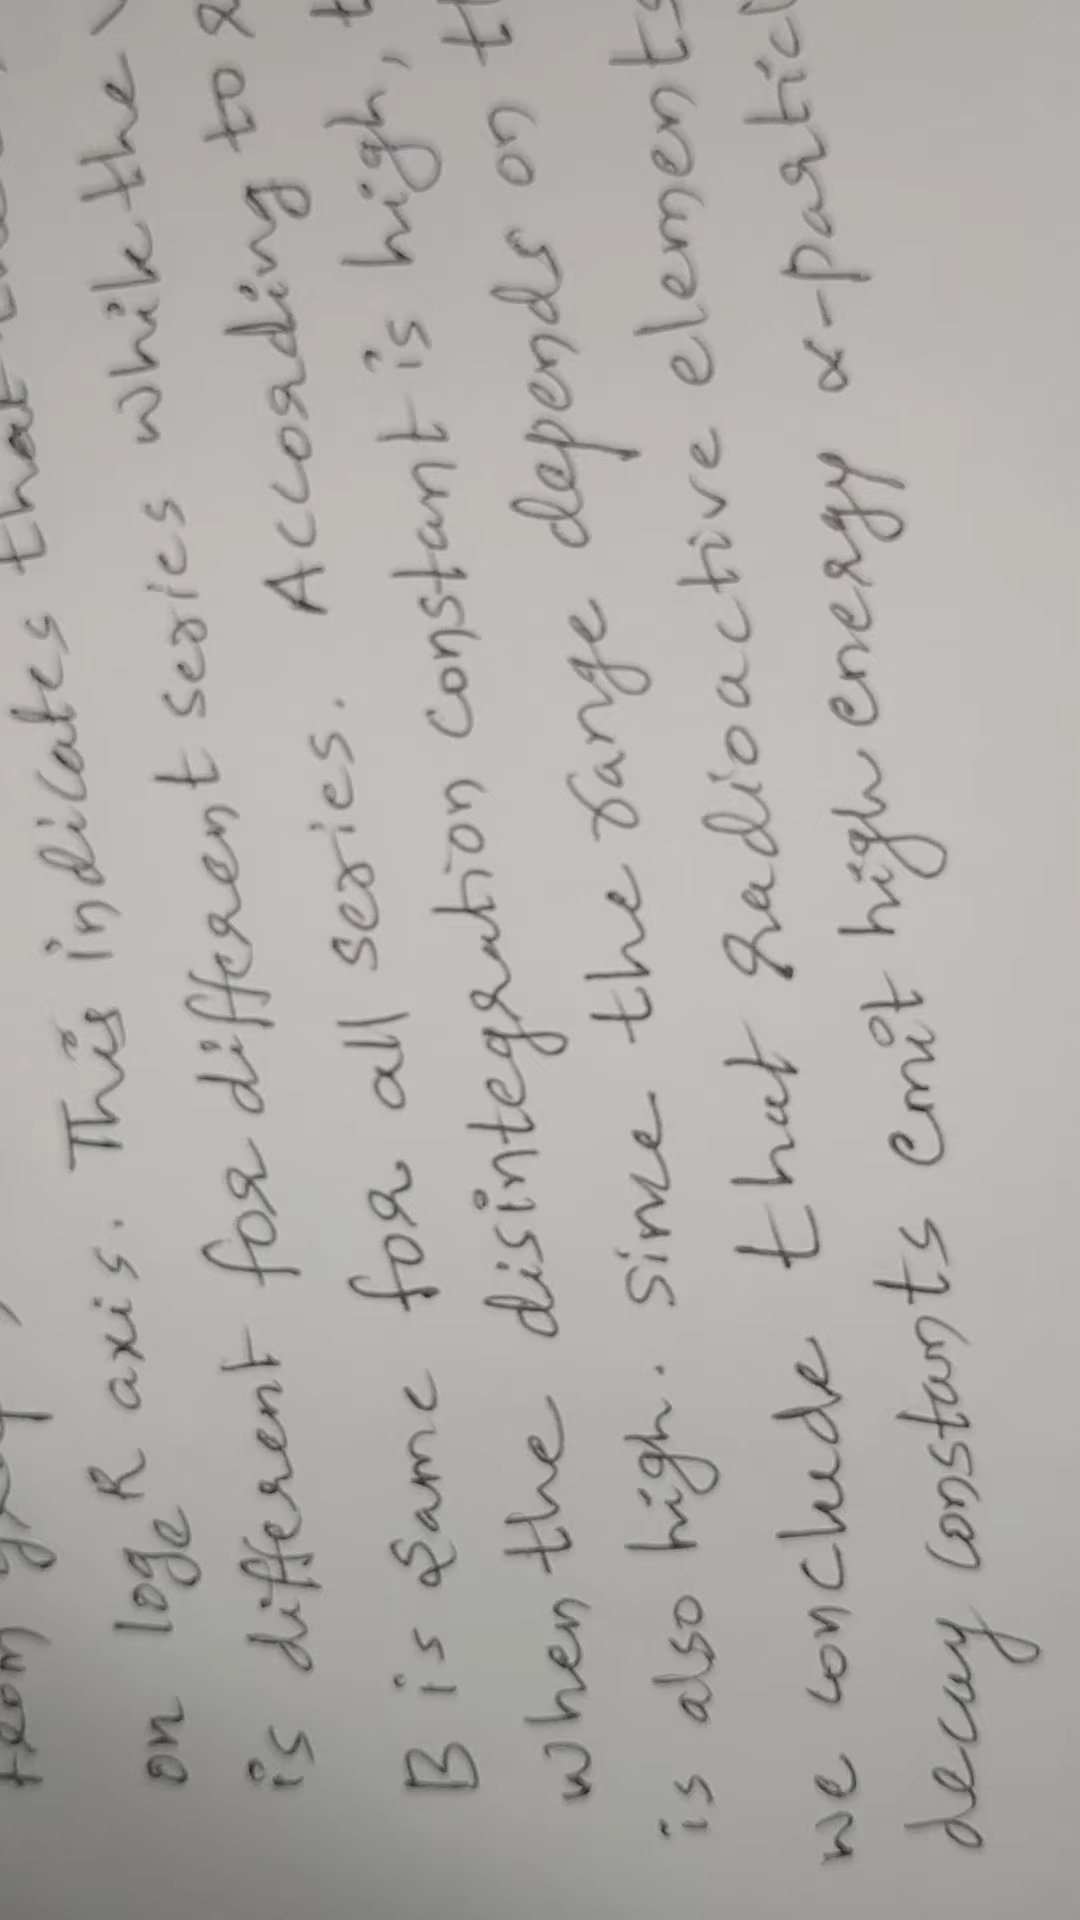 that
on logeR axis. This indicates while the
is different for different series
B is same for all series. According to
when the disintegration constant is high,
is also high. Since the range depends on
we conclude that radioactive elements
decay constants emit high energy α-partic